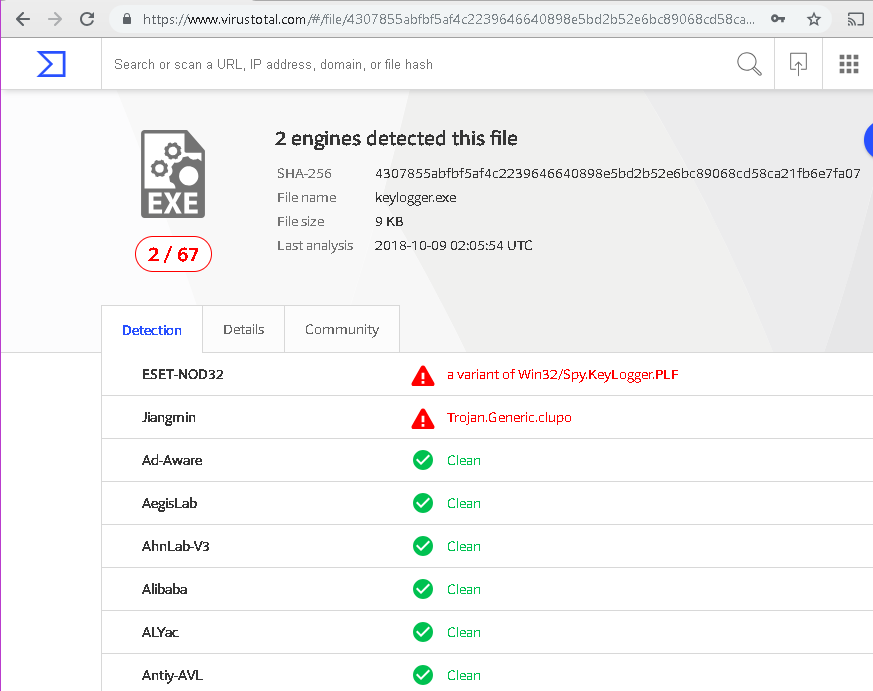 https://www.virustotal.com/#/file/4307855abfbf5af4c2239646640898e5bd2b52e6bc89068cd58ca...
Search or scan a URL, IP address, domain, or file hash
2 engines detected this file
SHA-256 4307855abfbf5af4c2239646640898e5bd2b52e6bc89068cd58ca21fb6e7fa07
File name keylogger.exe
File size 9 KB
Last analysis 2018-10-09 02:05:54 UTC
EXE
2 / 67
Detection Details Community
ESET-NOD32 a variant of Win32/Spy.KeyLogger.PLF
Jiangmin Trojan.Generic.clupo
Ad-Aware Clean
AegisLab Clean
AhnLab-V3 Clean
Alibaba Clean
ALYac Clean
Antiy-AVL Clean